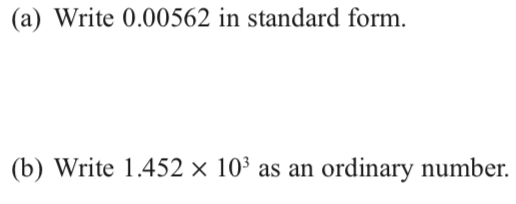 (a) Write 0.00562 in standard form.
(b) Write 1.452 × 10³ as an ordinary number.